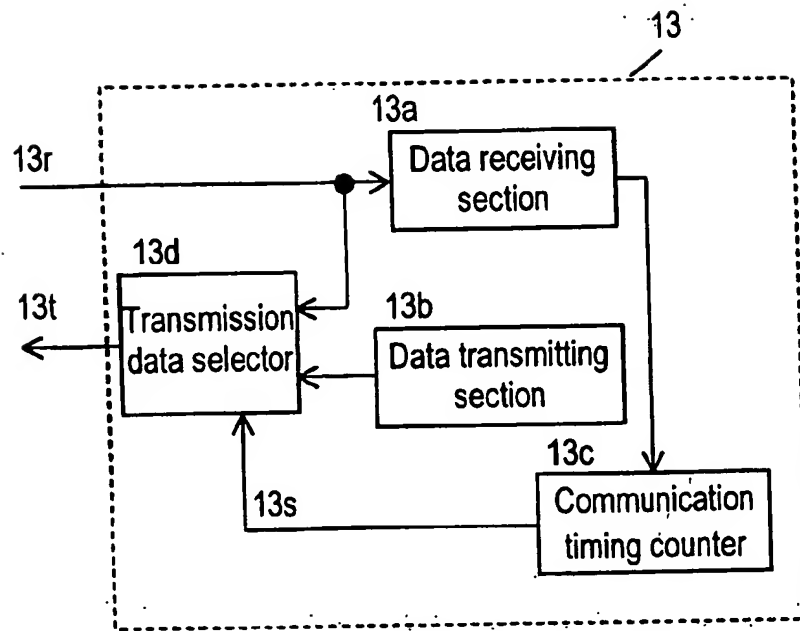 13
13a
13r
Data receiving
section
13d
13t
13b
Transmission
data selector
Data transmitting
section
13c
13s
Communication
timing counter